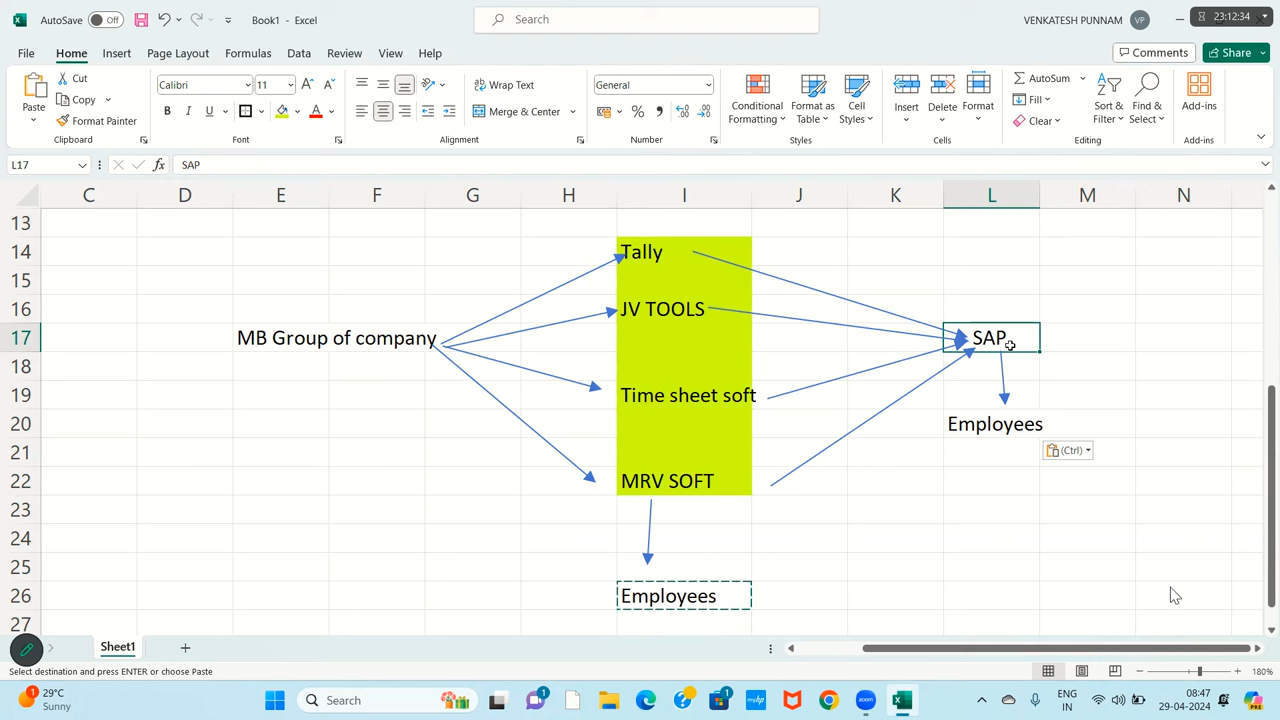 AutoSave Off Book1 - Excel Search VENKATESH PUNNAM VP 23:12:34
File Home Insert Page Layout Formulas Data Review View Help Comments Share
Paste Cut Copy Format Painter Clipboard
Calibri 11 B I U A Font
Wrap Text Merge & Center Alignment
General % , Number
Conditional Formatting Format as Table Cell Styles Styles
Insert Delete Format Cells
AutoSum Fill Clear Sort & Filter Find & Select Editing
Add-ins Add-ins
L17 fx SAP
C D E F G H I J K L M N
13
14 Tally
15
16 JV TOOLS
17 MB Group of company SAP
18
19 Time sheet soft
20 Employees
21 (Ctrl)
22 MRV SOFT
23
24
25
26 Employees
27
Sheet1
Select destination and press ENTER or choose Paste 180%
1 29°C Sunny Search 1 1 ENG IN 08:47 29-04-2024